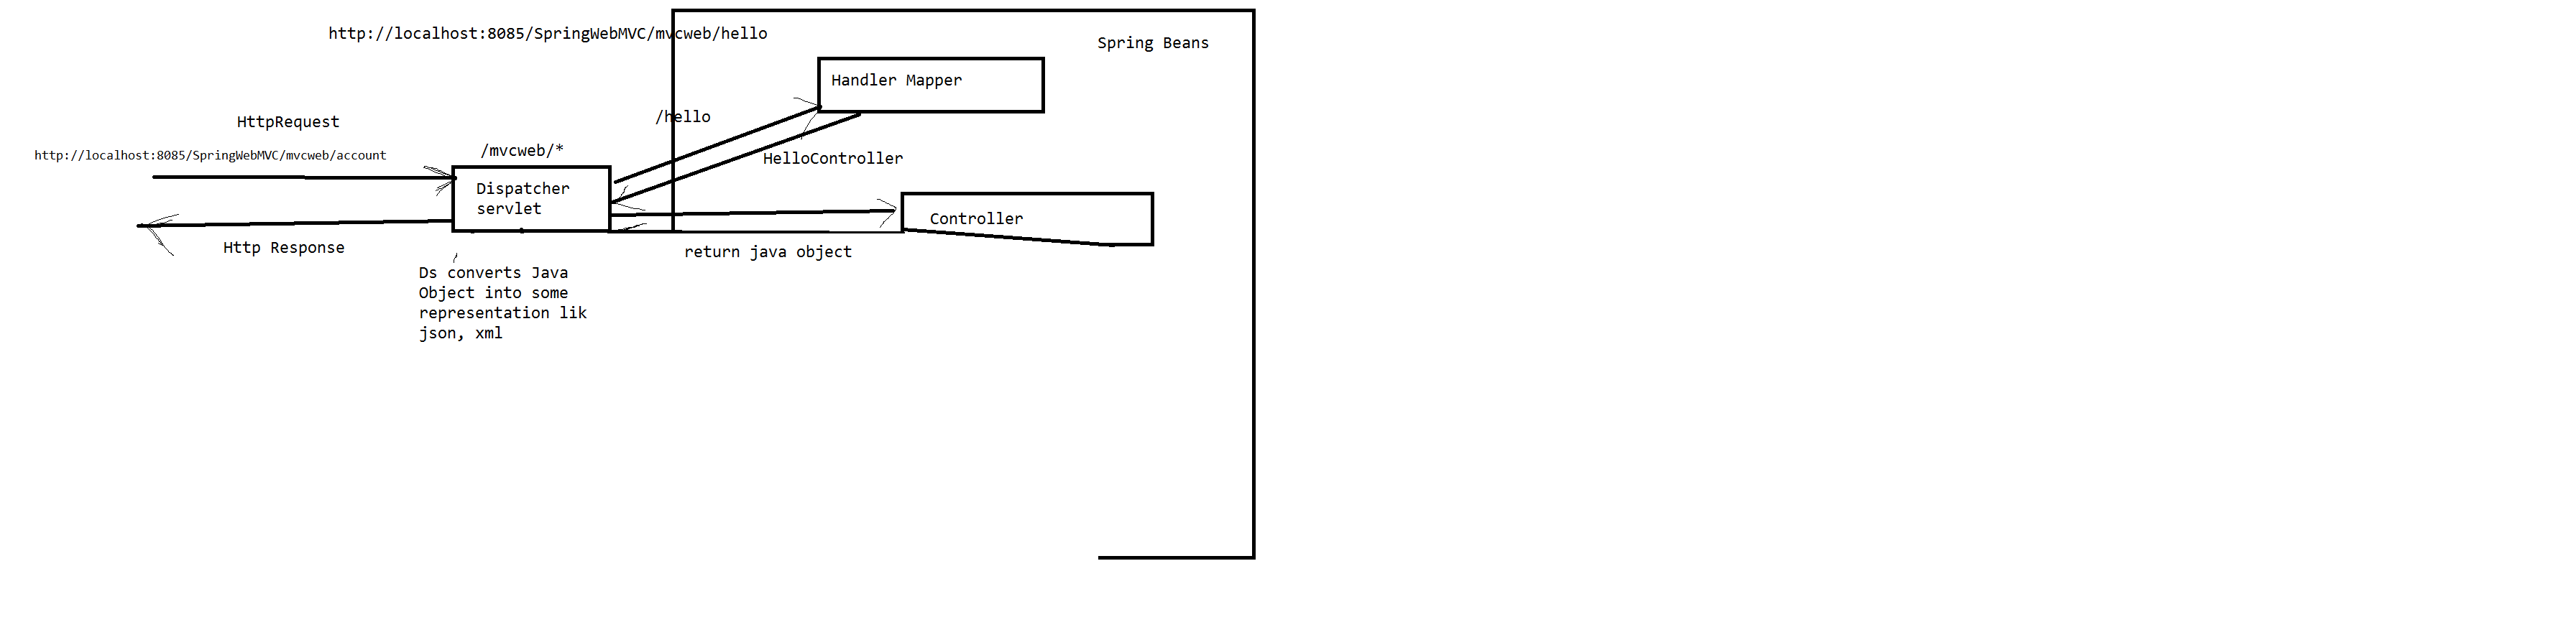 http://localhost:8085/SpringWebMVC/mvcweb/hello
Spring Beans
Handler Mapper
/hello
HttpRequest
http://localhost:8085/SpringWebMVC/mvcweb/account
/mvcweb/*
HelloController
Dispatcher
servlet
Controller
Http Response
return java object
Ds converts Java
Object into some
representation lik
json, xml